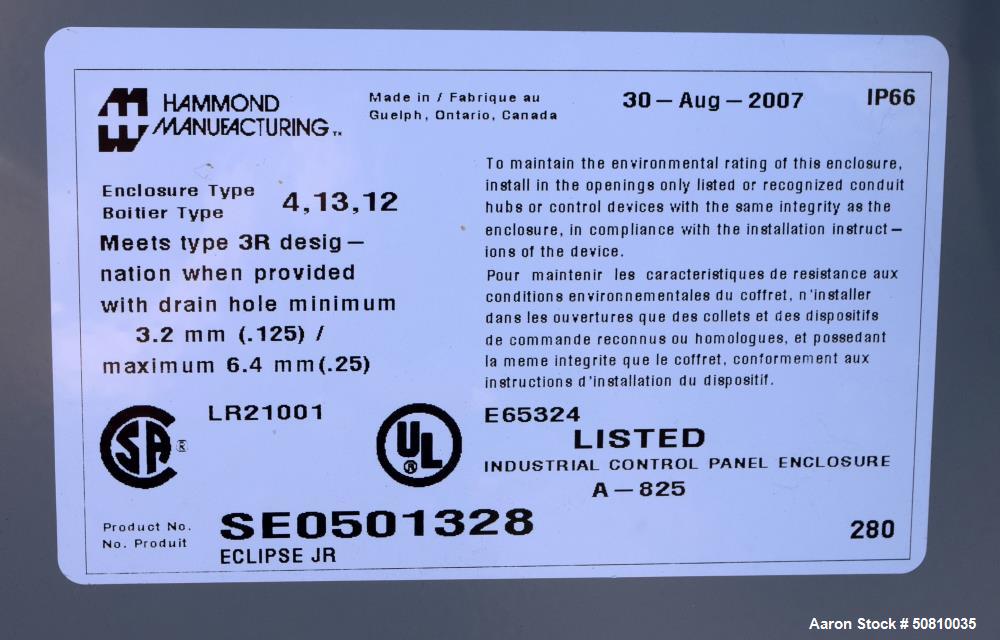 HAMMOND
MANUFACTURING™
Made in / Fabrique au
Guelph, Ontario, Canada
30-Aug-2007
IP66
Enclosure Type
Boitier Type
4,13,12
Meets type 3R desig-
nation when provided
with drain hole minimum
3.2 mm (.125) /
maximum 6.4 mm(.25)
To maintain the environmental rating of this enclosure,
install in the openings only listed or recognized conduit
hubs or control devices with the same integrity as the
enclosure, in compliance with the installation instruct-
ions of the device.
Pour maintenir les caracteristiques de resistance aux
conditions environnementales du coffret, n'installer
dans les ouvertures que des collets et des dispositifs
de commande reconnus ou homologues, et possedant
la meme integrite que le coffret, conformement aux
instructions d'installation du dispositif.
SA ®
LR21001
UL ®
E65324
LISTED
INDUSTRIAL CONTROL PANEL ENCLOSURE
A-825
Product No.
No. Produit
SE0501328
ECLIPSE JR
280
Aaron Stock # 50810035